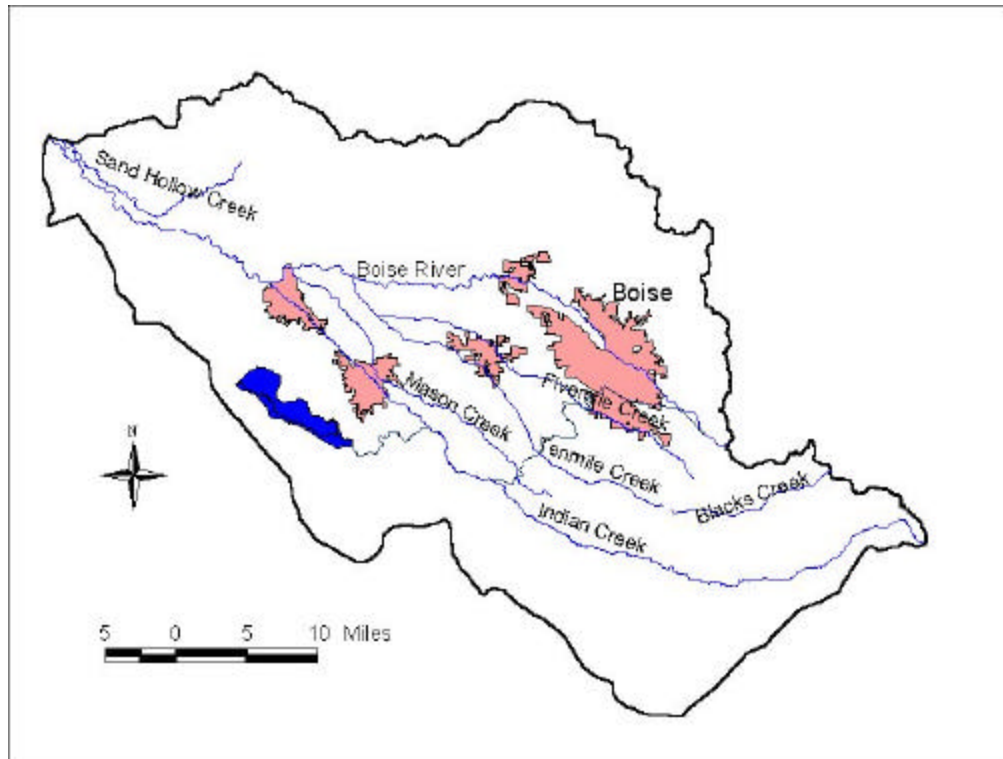 Sand Hollow Creek
Boise River
Boise
Mason Creek
Fivemile Creek
Tenmile Creek
Blacks Creek
Indian Creek
N
5 0 5 10 Miles